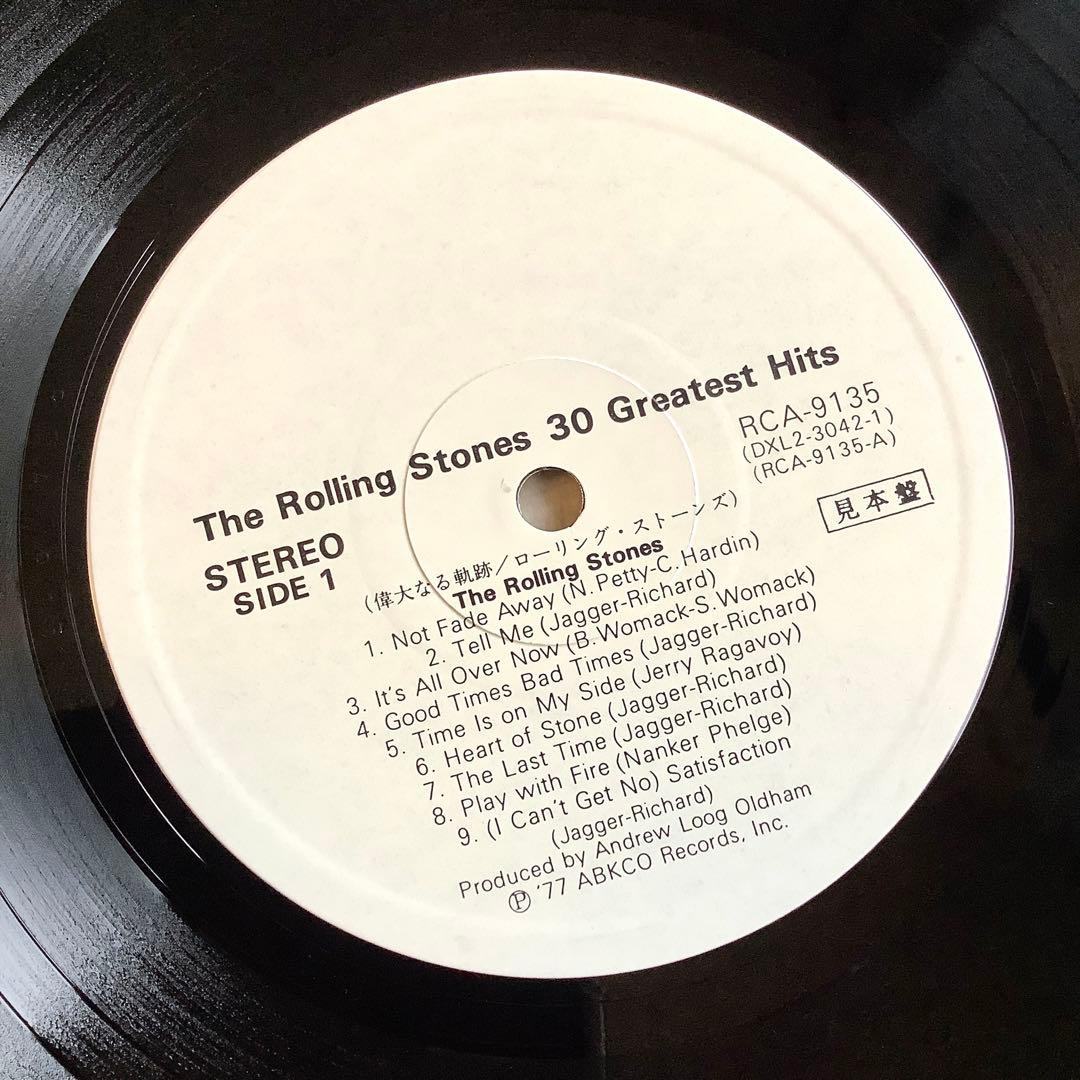 The Rolling Stones 30 Greatest Hits
STEREO
SIDE 1
RCA-9135
(DXL2-3042-1)
(RCA-9135-A)
見本盤
(偉大なる軌跡/ローリング・ストーンズ)
The Rolling Stones
1. Not Fade Away (N. Petty-C. Hardin)
2. Tell Me (Jagger-Richard)
3. It's All Over Now (B. Womack-S. Womack)
4. Good Times Bad Times (Jagger-Richard)
5. Time Is on My Side (Jerry Ragavoy)
6. Heart of Stone (Jagger-Richard)
7. The Last Time (Jagger-Richard)
8. Play with Fire (Nanker Phelge)
9. (I Can't Get No) Satisfaction
(Jagger-Richard)
Produced by Andrew Loog Oldham
Ⓟ '77 ABKCO Records, Inc.